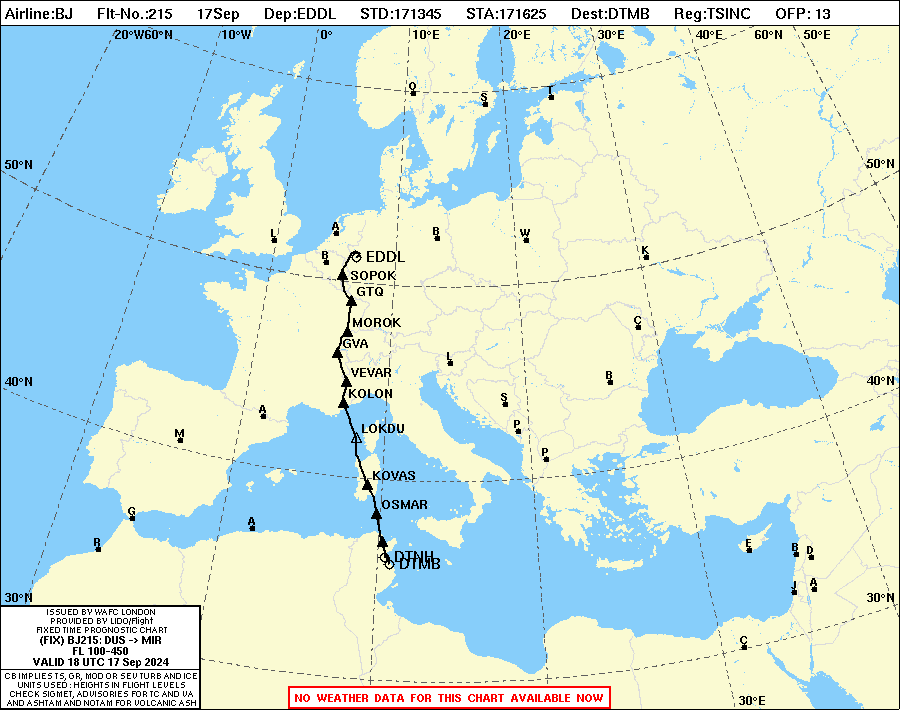 Airline:BJ Flt-No.:215 17Sep Dep:EDDL STD:171345 STA:171625 Dest:DTMB Reg:TSINC OFP: 13
20°W60°N 10°W 0° 10°E 20°E 30°E 40°E 60°N 50°E
O
S
T
50°N
50°N
L
A
B
W
K
B
EDDL
SOPOK
GTQ
MOROK
C
GVA
L
VEVAR
B
40°N
40°N
KOLON
S
A
P
LOKDU
M
P
KOVAS
OSMAR
G
A
R
E
B
D
DTNH
DTMB
J
A
30°N
30°N
C
ISSUED BY WAFC LONDON
PROVIDED BY LIDO/Flight
FIXED TIME PROGNOSTIC CHART
(FIX) BJ215: DUS -> MIR
FL 100-450
VALID 18 UTC 17 Sep 2024
CB IMPLIES TS, GR, MOD OR SEV TURB AND ICE
UNITS USED : HEIGHTS IN FLIGHT LEVELS
CHECK SIGMET, ADVISORIES FOR TC AND VA
AND ASHTAM AND NOTAM FOR VOLCANIC ASH
NO WEATHER DATA FOR THIS CHART AVAILABLE NOW
30°E